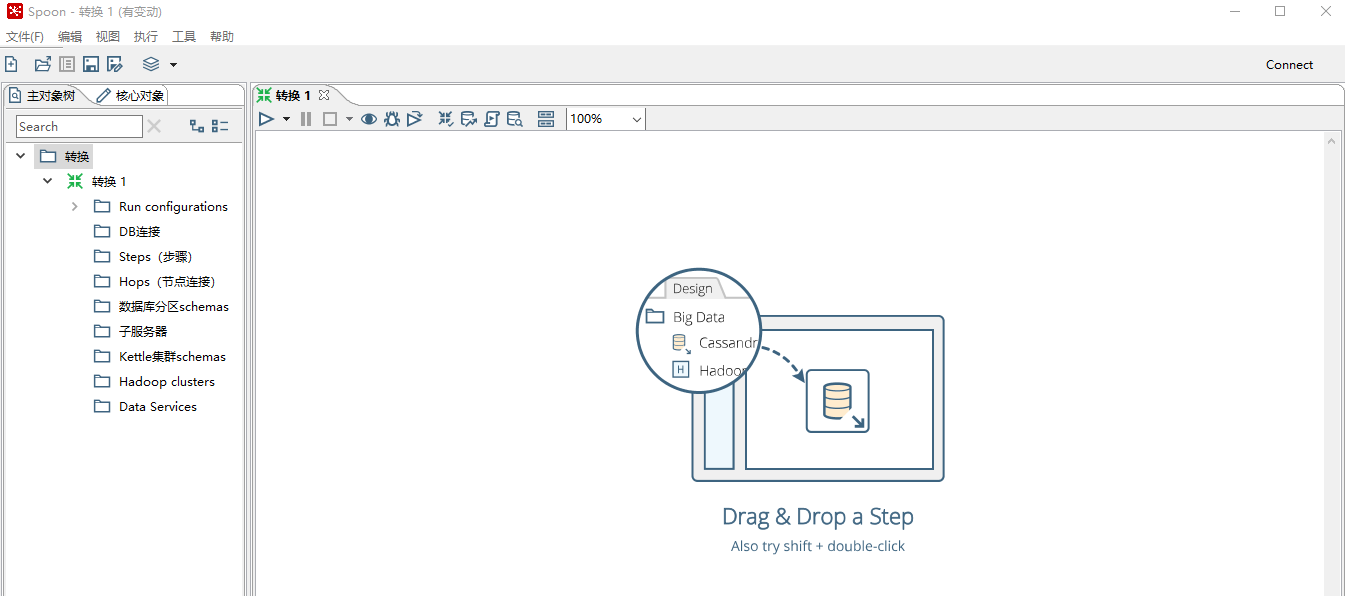 Spoon - 转换 1 (有变动)
文件(F) 编辑 视图 执行 工具 帮助
Connect
主对象树 核心对象
转换 1
Search
100%
转换
转换 1
Run configurations
DB连接
Steps（步骤）
Hops（节点连接）
数据库分区schemas
子服务器
Kettle集群schemas
Hadoop clusters
Data Services
Design
Big Data
Cassandr
H Hadoop
Drag & Drop a Step
Also try shift + double-click